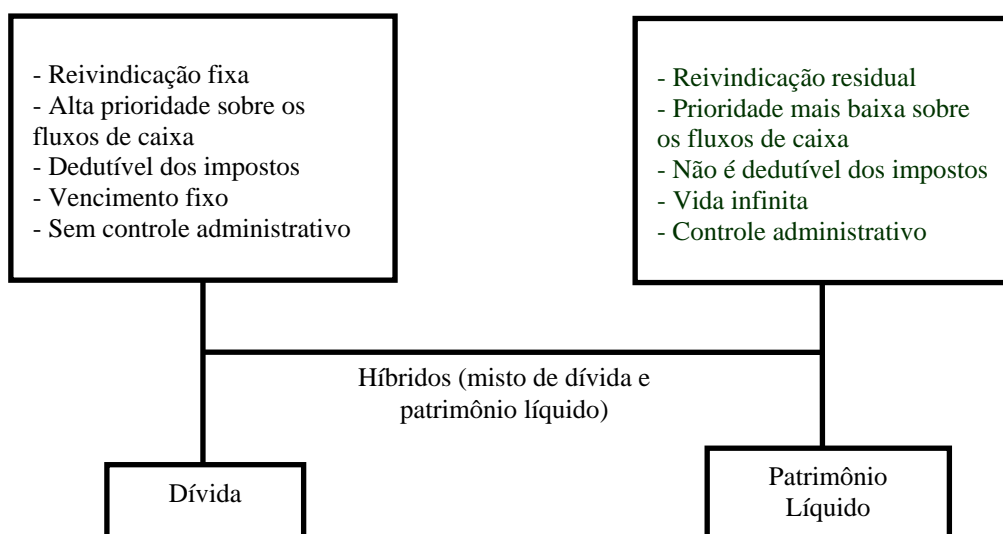 - Reivindicação fixa
- Alta prioridade sobre os
fluxos de caixa
- Dedutível dos impostos
- Vencimento fixo
- Sem controle administrativo
- Reivindicação residual
- Prioridade mais baixa sobre
os fluxos de caixa
- Não é dedutível dos impostos
- Vida infinita
- Controle administrativo
Híbridos (misto de dívida e
patrimônio líquido)
Dívida
Patrimônio
Líquido